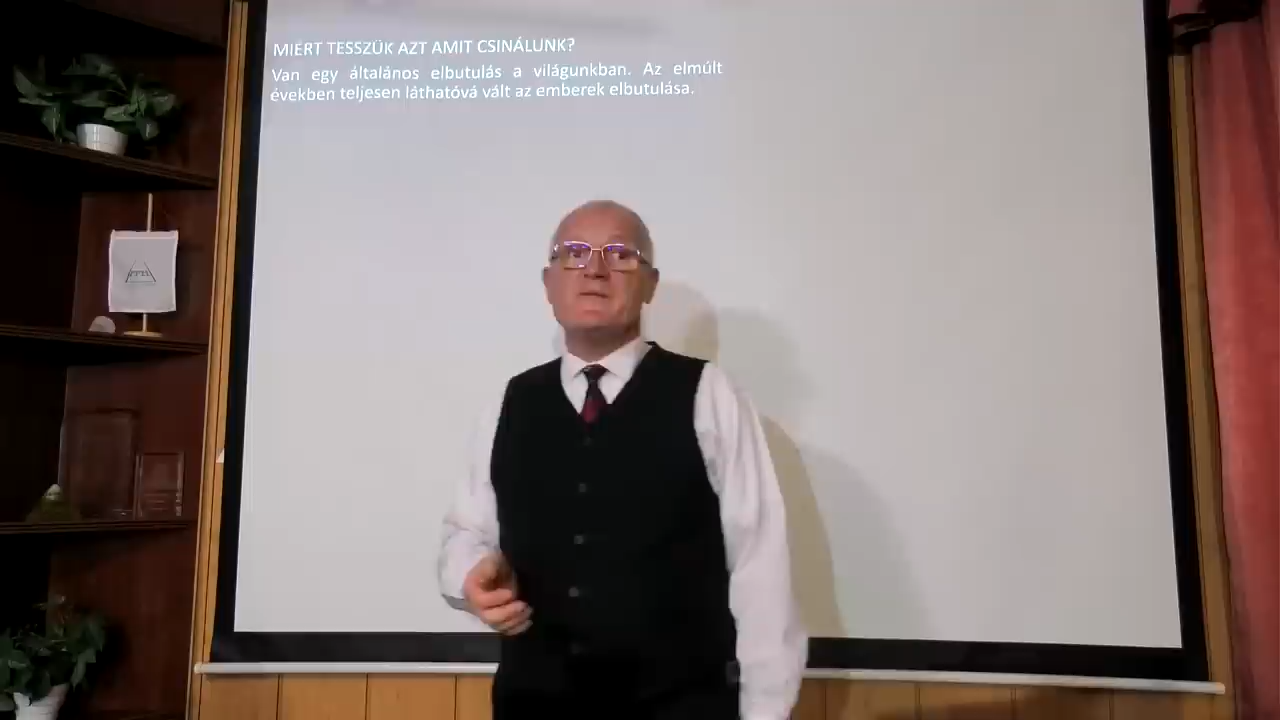 MIÉRT TESSZÜK AZT AMIT CSINÁLUNK?
Van egy általános elbutulás a világunkban. Az elmúlt
években teljesen láthatóvá vált az emberek elbutulása.